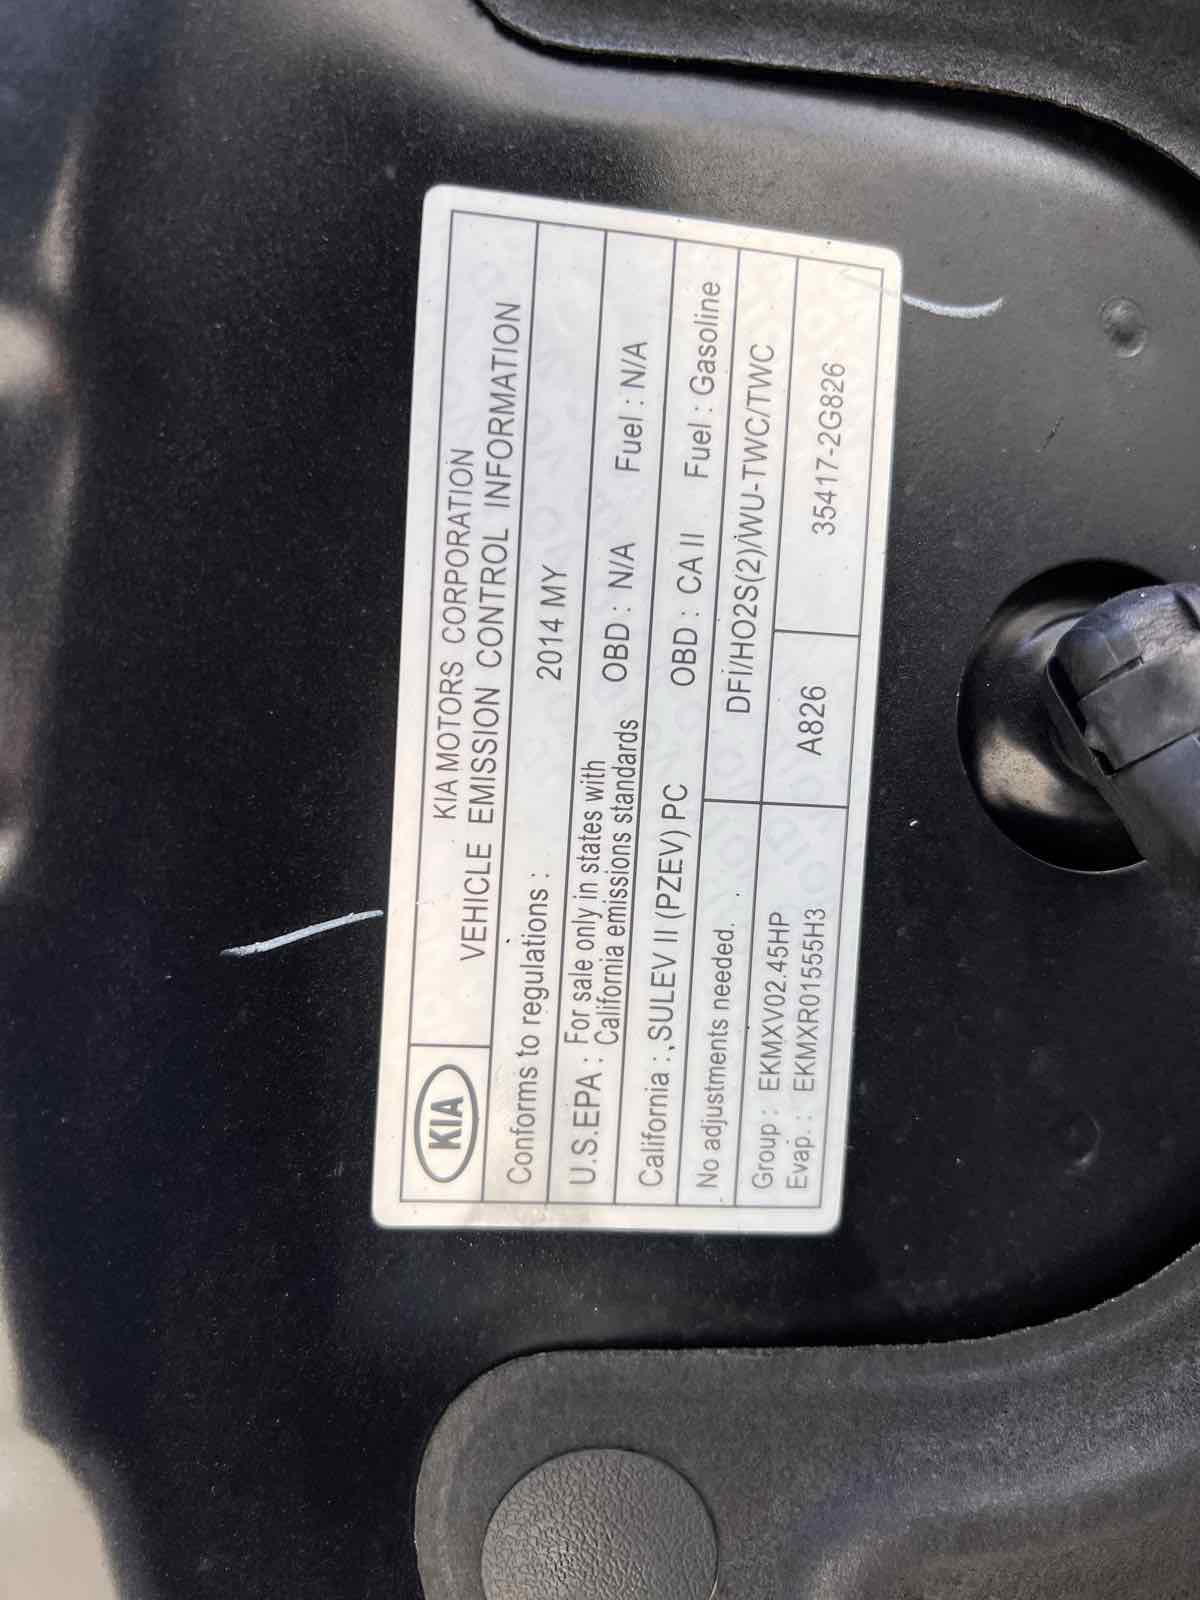 KIA
KIA MOTORS CORPORATION
VEHICLE EMISSION CONTROL INFORMATION
Conforms to regulations : 2014 MY
U.S.EPA : For sale only in states with California emissions standards OBD : N/A Fuel : N/A
California : SULEV II (PZEV) PC OBD : CA II Fuel : Gasoline
No adjustments needed. DFI/HO2S(2)/WU-TWC/TWC
Group : EKMXV02.45HP
Evap. : EKMXR01555H3
A826
35417-2G826